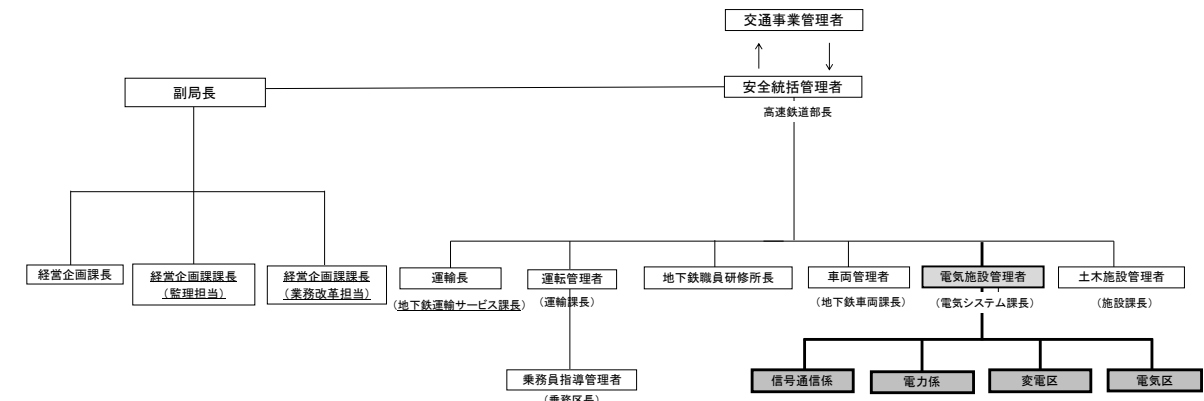 交通事業管理者
↑
↓
安全統括管理者
高速鉄道部長
副局長
経営企画課長
経営企画課課長
（監理担当）
経営企画課課長
（業務改革担当）
運輸長
（地下鉄運輸サービス課長）
運転管理者
（運輸課長）
地下鉄職員研修所長
車両管理者
（地下鉄車両課長）
電気施設管理者
（電気システム課長）
土木施設管理者
（施設課長）
乗務員指導管理者
（乗務区長）
信号通信係
電力係
変電区
電気区